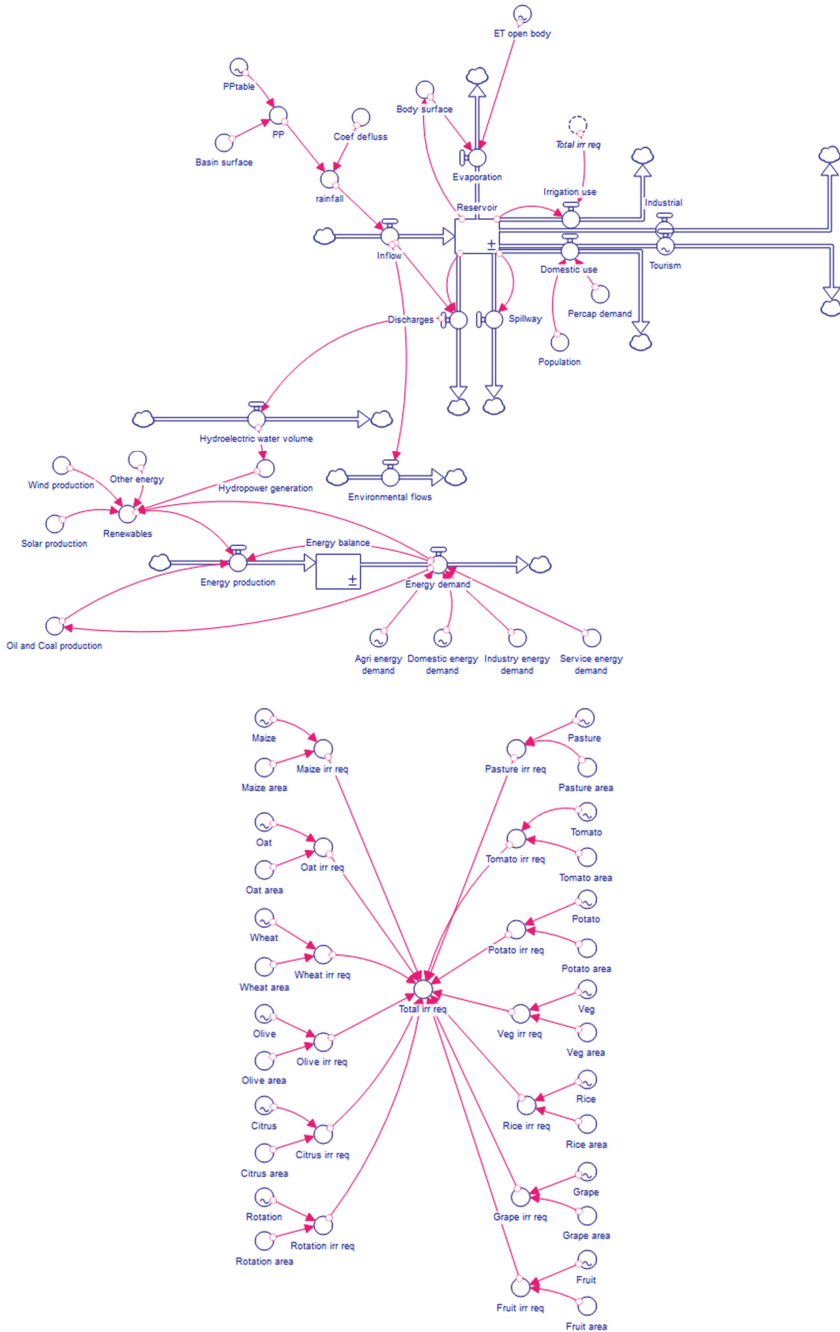 ET open body
PPtable
Body surface
PP
Coef defluss
Basin surface
Total irr req
Evaporation
rainfall
Irrigation use
Industrial
Reservoir
Inflow
Domestic use
Tourism
Percap demand
Discharges
Spillway
Population
Hydroelectric water volume
Other energy
Wind production
Hydropower generation
Environmental flows
Renewables
Solar production
Energy balance
Energy production
Energy demand
Oil and Coal production
Agri energy
demand
Domestic energy
demand
Industry energy
demand
Service energy
demand
Maize
Pasture
Maize irr req
Pasture irr req
Maize area
Pasture area
Oat
Tomato
Oat irr req
Tomato irr req
Oat area
Tomato area
Wheat
Potato
Wheat irr req
Potato irr req
Wheat area
Potato area
Total irr req
Veg
Olive
Veg irr req
Olive irr req
Veg area
Olive area
Rice
Citrus
Rice irr req
Citrus irr req
Rice area
Citrus area
Grape
Rotation
Grape irr req
Rotation irr req
Grape area
Rotation area
Fruit
Fruit irr req
Fruit area